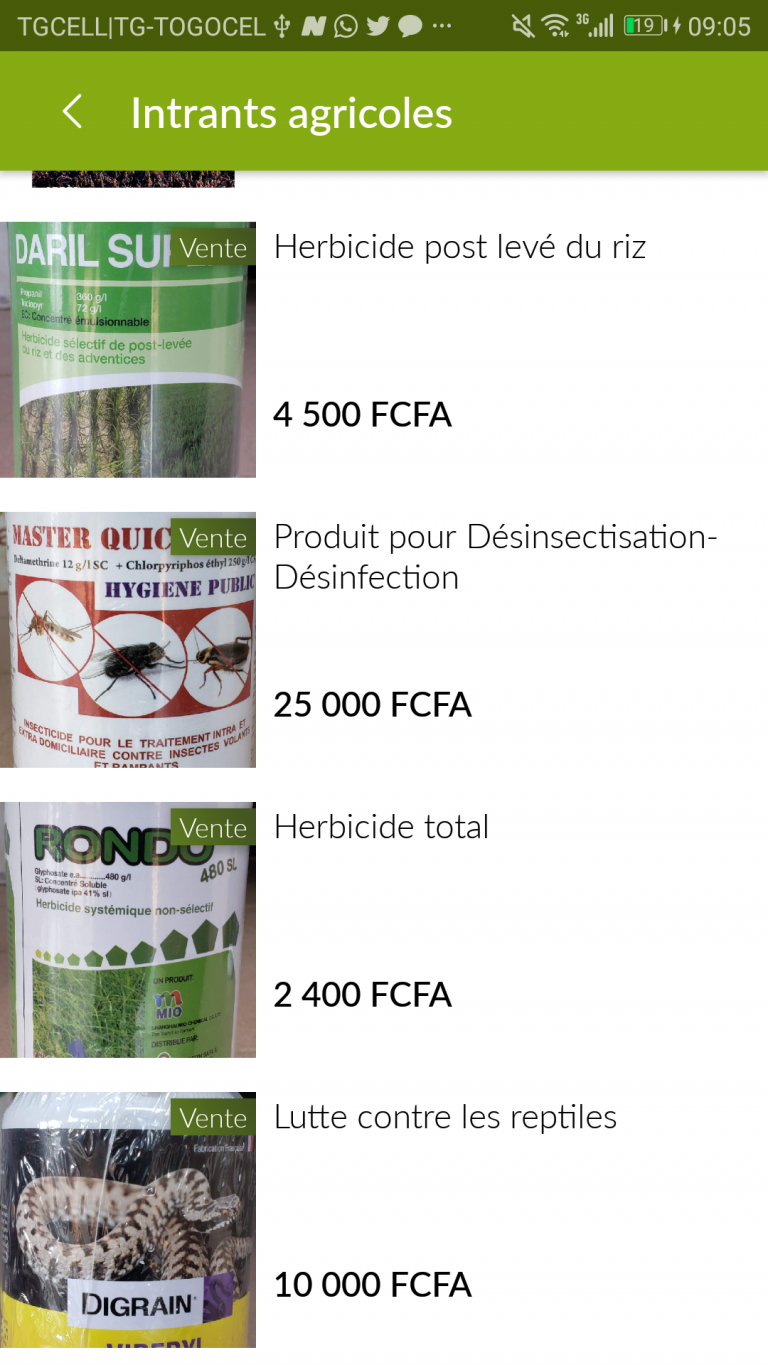 TGCELL|TG-TOGOCEL ··· 3G 19 09:05
Intrants agricoles
DARIL
Vente
Propanil 360 g/l
Triclopyr 72 g/l
EC: Concentré émulsionnable
Herbicide sélectif de post-levée
du riz et des adventices
Herbicide post levé du riz
4 500 FCFA
MASTER QUIC
Vente
Deltamethrine 12 g/l SC + Chlorpyriphos éthyl 250 g/l
HYGIENE PUBLIC
INSECTICIDE POUR LE TRAITEMENT INTRA ET
EXTRA DOMICILIAIRE CONTRE INSECTES VOLANTS
ET RAMPANTS
Produit pour Désinsectisation-
Désinfection
25 000 FCFA
RONDO
Vente
480 SL
Glyphosate e.a...........480 g/l
SL: Concentré Soluble
(glyphosate ipa 41% sl)
Herbicide systémique non-sélectif
UN PRODUIT
m
MIO
DISTRIBUE PAR:
Herbicide total
2 400 FCFA
Vente
Fabrication française
DIGRAIN
Lutte contre les reptiles
10 000 FCFA